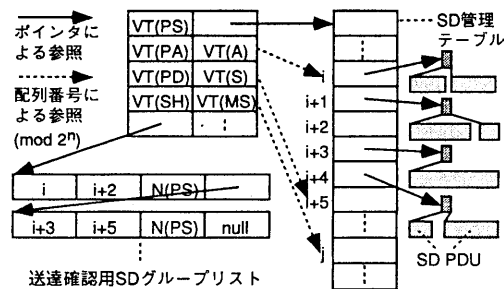 ポインタ
による参照
配列番号に
よる参照
(mod 2ⁿ)
VT(PS)
VT(PA) VT(A)
VT(PD) VT(S)
VT(SH) VT(MS)
SD管理
テーブル
i
i+1
i+2
i+3
i+4
i+5
j
i i+2 N(PS)
i+3 i+5 N(PS) null
送達確認用SDグループリスト
SD PDU